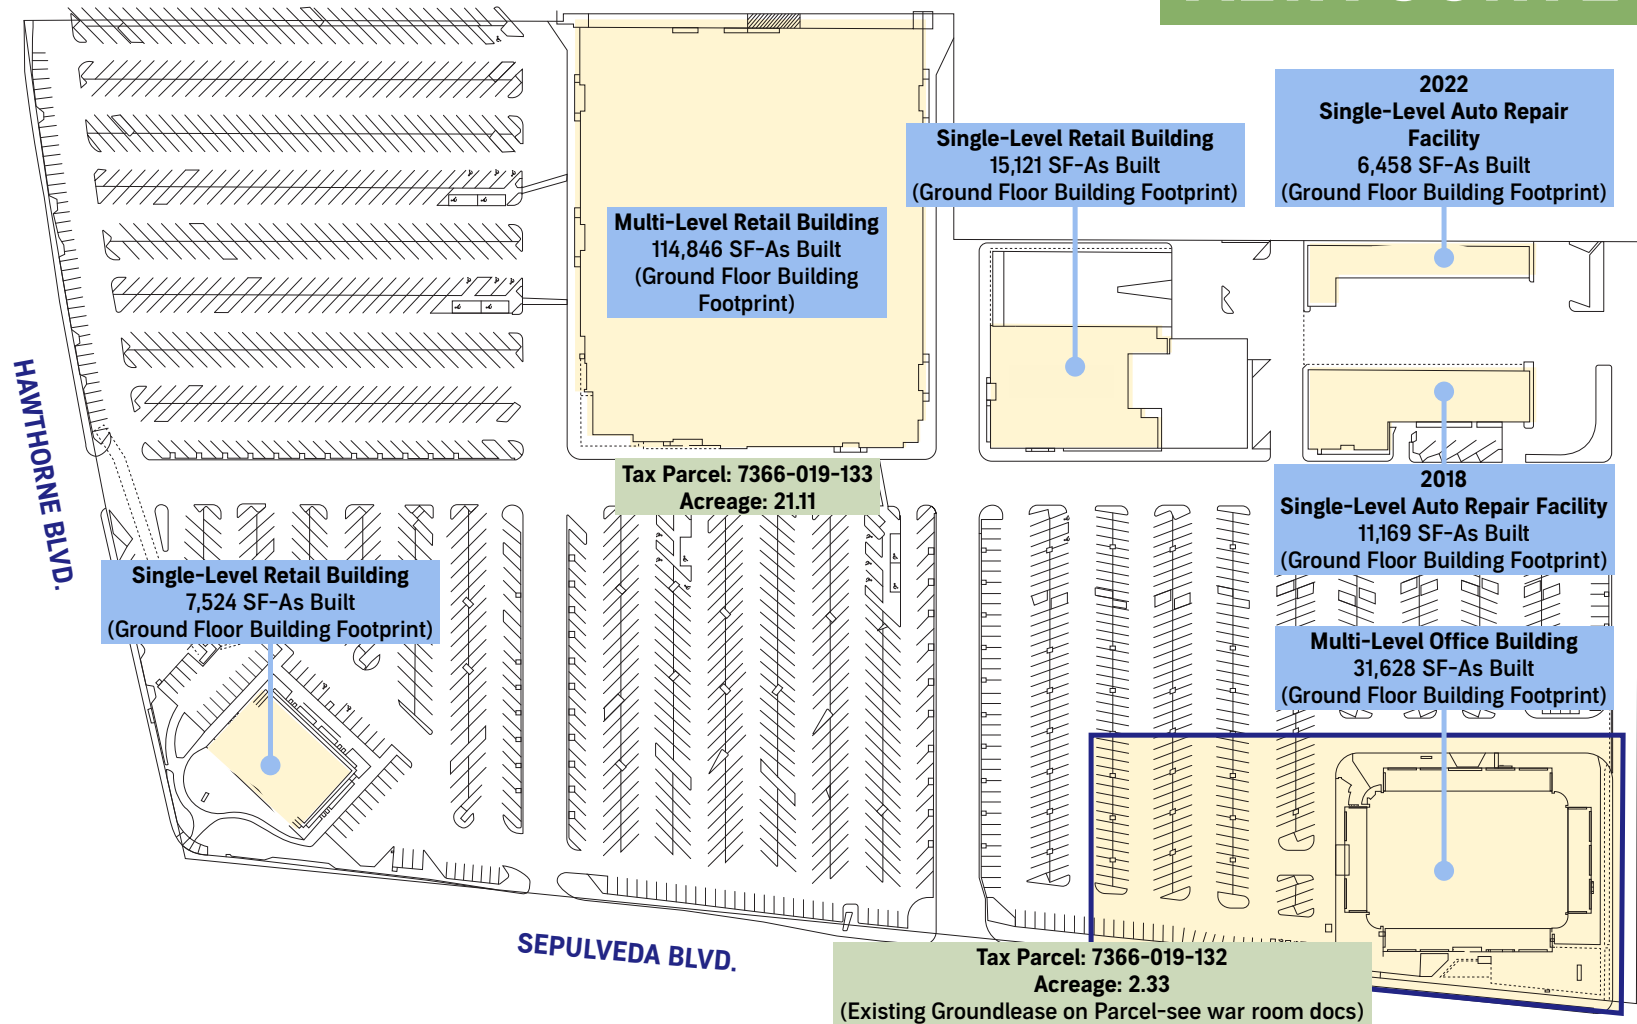 2022
Single-Level Auto Repair
Facility
6,458 SF-As Built
(Ground Floor Building Footprint)
Single-Level Retail Building
15,121 SF-As Built
(Ground Floor Building Footprint)
Multi-Level Retail Building
114,846 SF-As Built
(Ground Floor Building
Footprint)
HAWTHORNE BLVD.
Tax Parcel: 7366-019-133
Acreage: 21.11
2018
Single-Level Auto Repair Facility
11,169 SF-As Built
(Ground Floor Building Footprint)
Single-Level Retail Building
7,524 SF-As Built
(Ground Floor Building Footprint)
Multi-Level Office Building
31,628 SF-As Built
(Ground Floor Building Footprint)
SEPULVEDA BLVD.
Tax Parcel: 7366-019-132
Acreage: 2.33
(Existing Groundlease on Parcel-see war room docs)